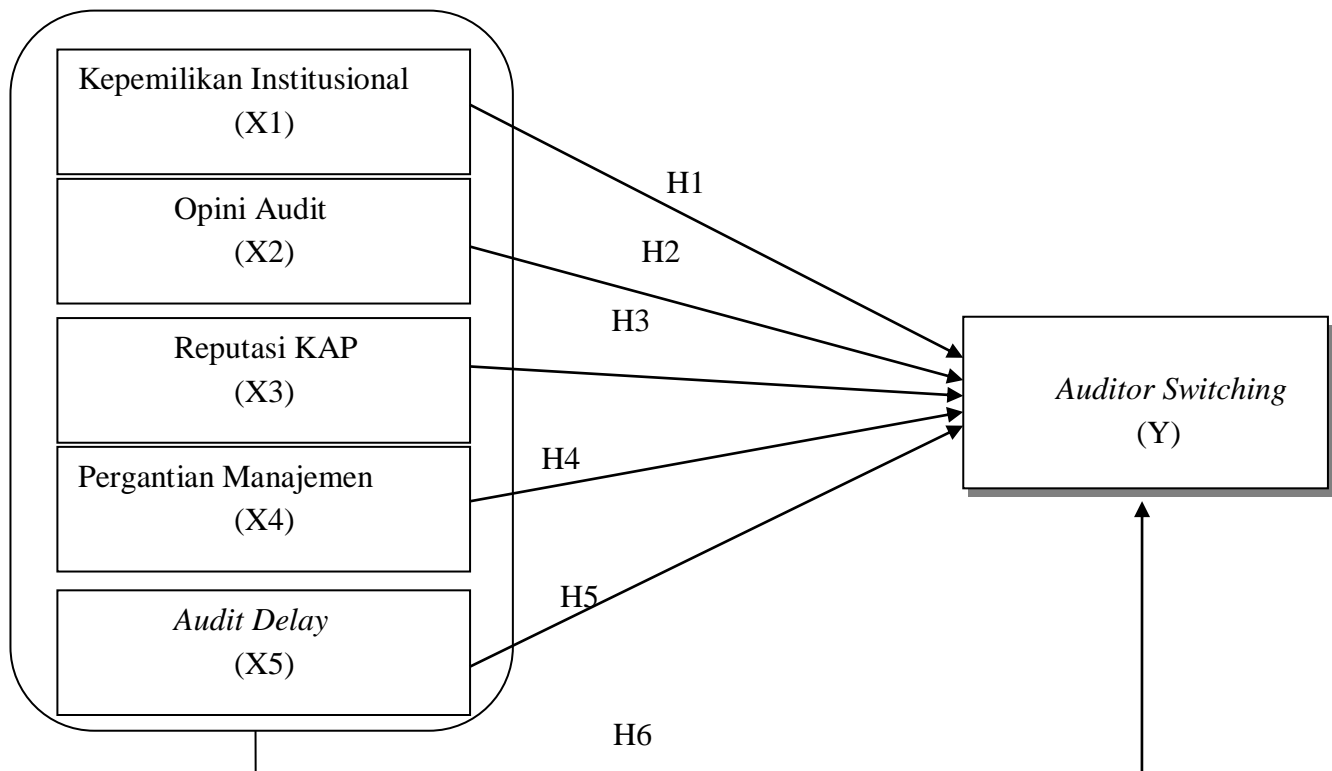 Kepemilikan Institusional
(X1)
H1
Opini Audit
(X2)
H2
H3
Reputasi KAP
(X3)
Auditor Switching
(Y)
Pergantian Manajemen
(X4)
H4
Audit Delay
(X5)
H5
H6